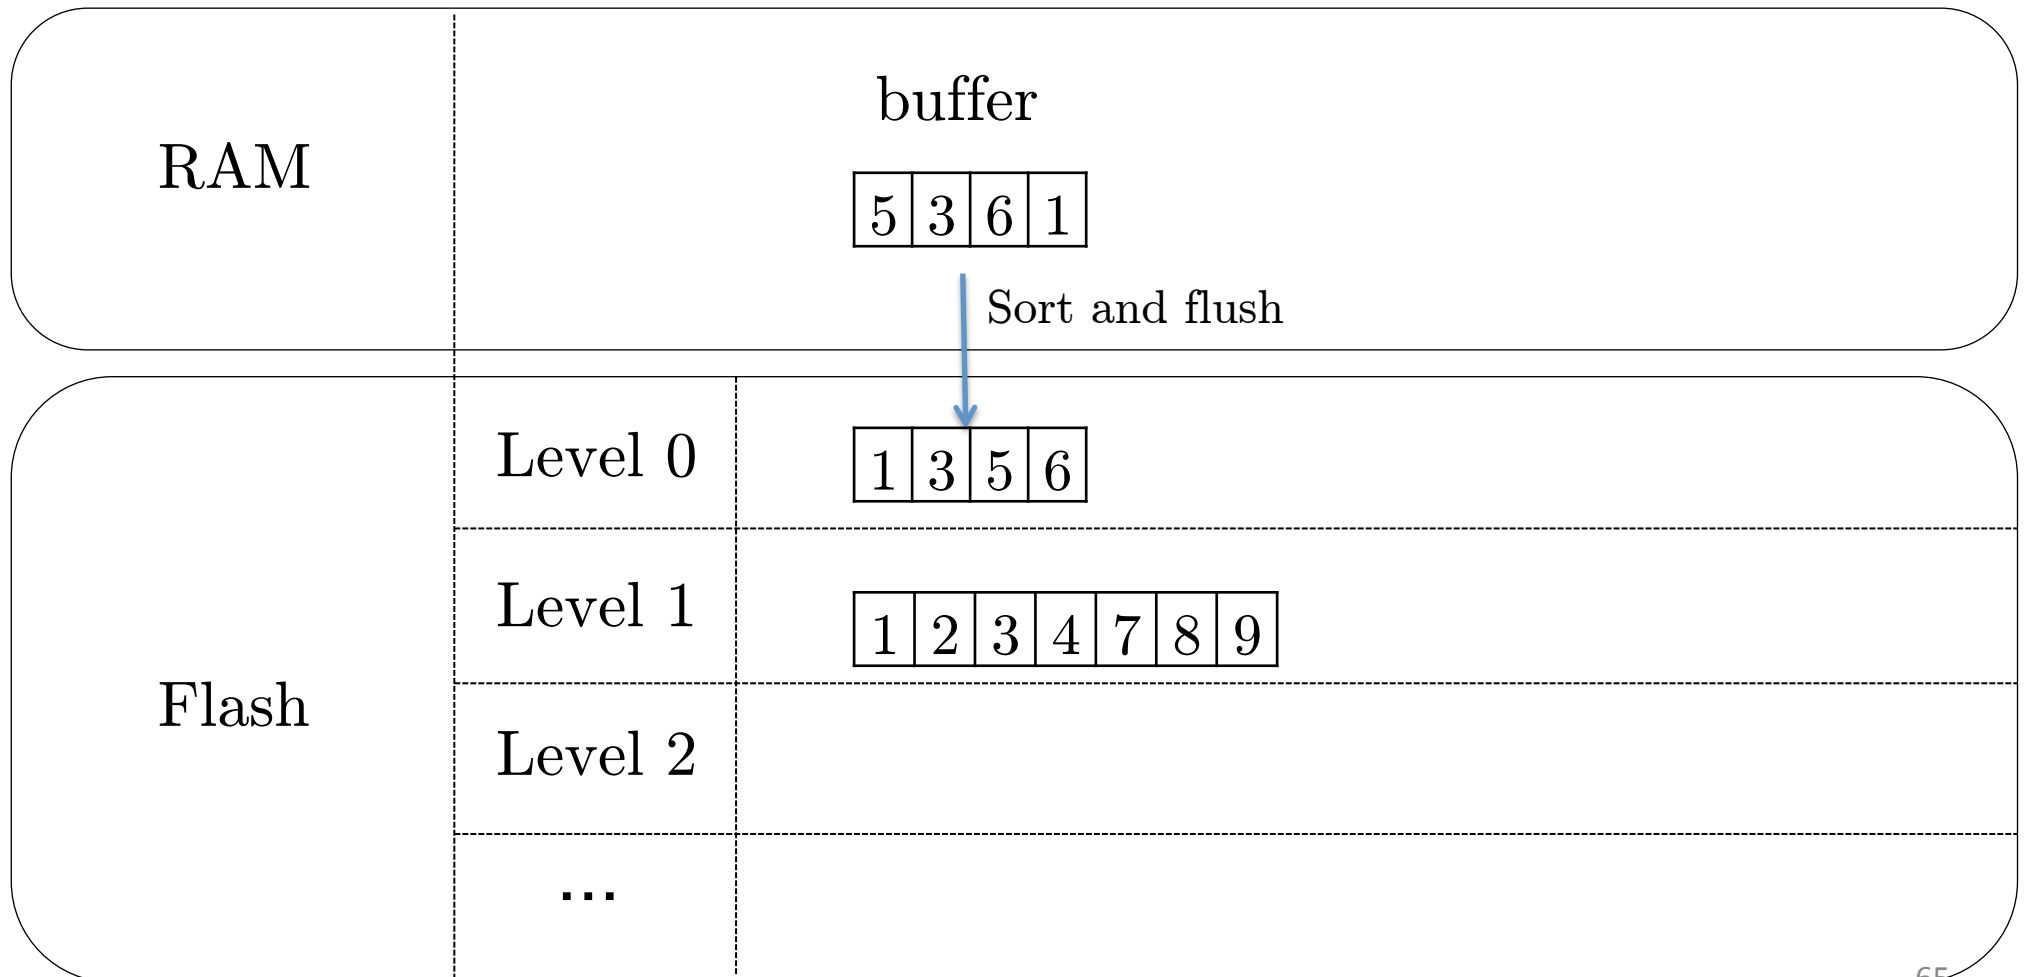 buffer
RAM
5 3 6 1
Sort and flush
Level 0
1 3 5 6
Level 1
1 2 3 4 7 8 9
Flash
Level 2
...
65